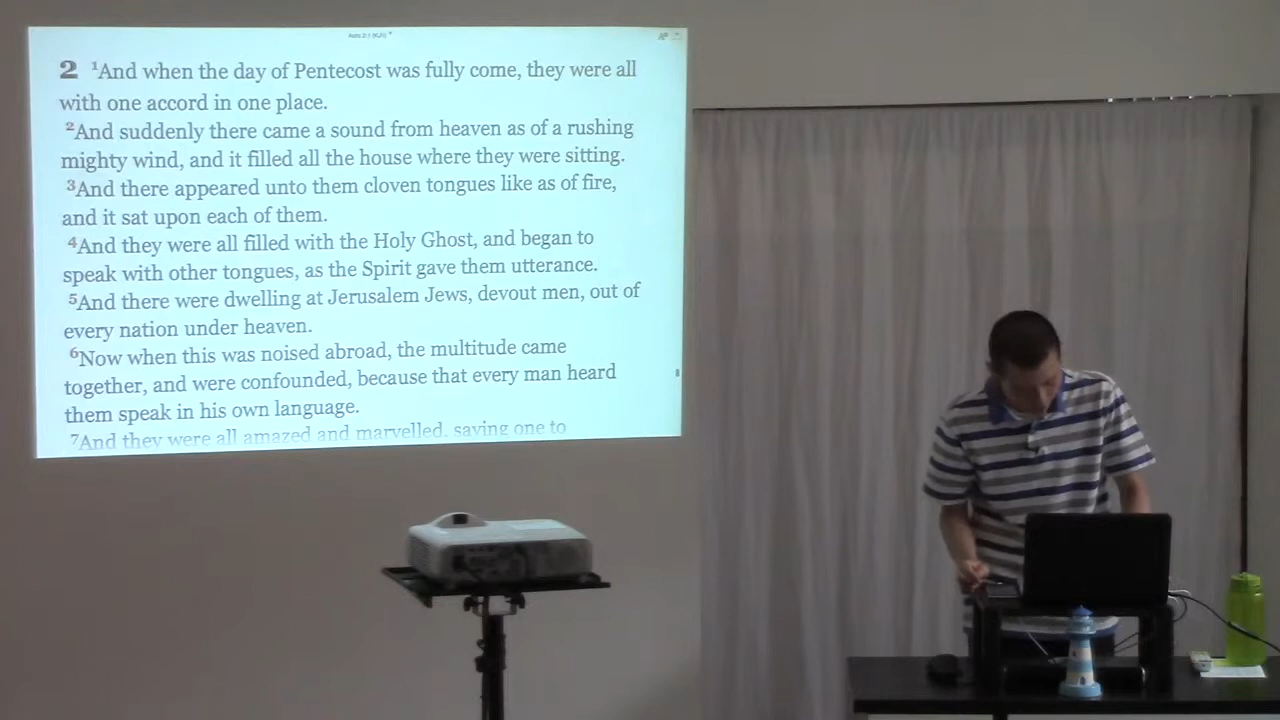 Acts 2:1 (KJV)
2 ¹And when the day of Pentecost was fully come, they were all
with one accord in one place.
²And suddenly there came a sound from heaven as of a rushing
mighty wind, and it filled all the house where they were sitting.
³And there appeared unto them cloven tongues like as of fire,
and it sat upon each of them.
⁴And they were all filled with the Holy Ghost, and began to
speak with other tongues, as the Spirit gave them utterance.
⁵And there were dwelling at Jerusalem Jews, devout men, out of
every nation under heaven.
⁶Now when this was noised abroad, the multitude came
together, and were confounded, because that every man heard
them speak in his own language.
⁷And they were all amazed and marvelled, saying one to